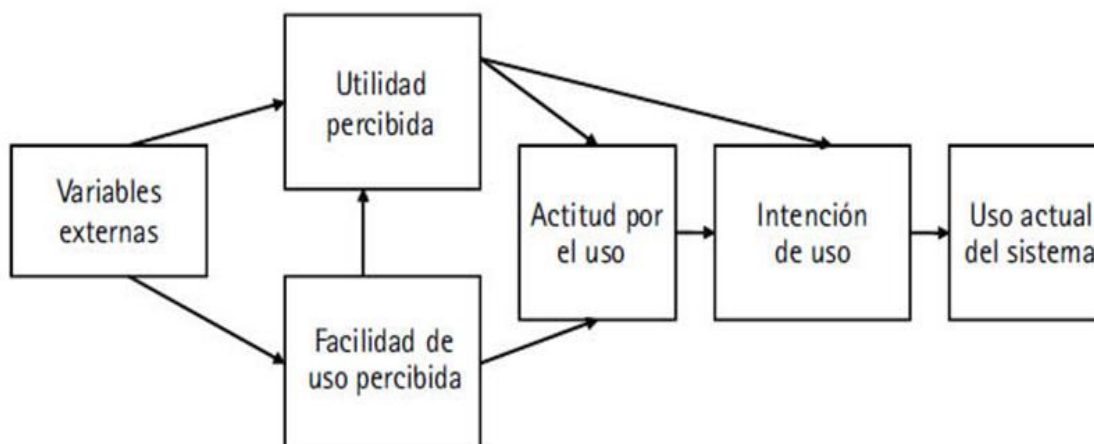 Utilidad
percibida
Variables
externas
Actitud por
el uso
Intención
de uso
Uso actual
del sistema
Facilidad de
uso percibida